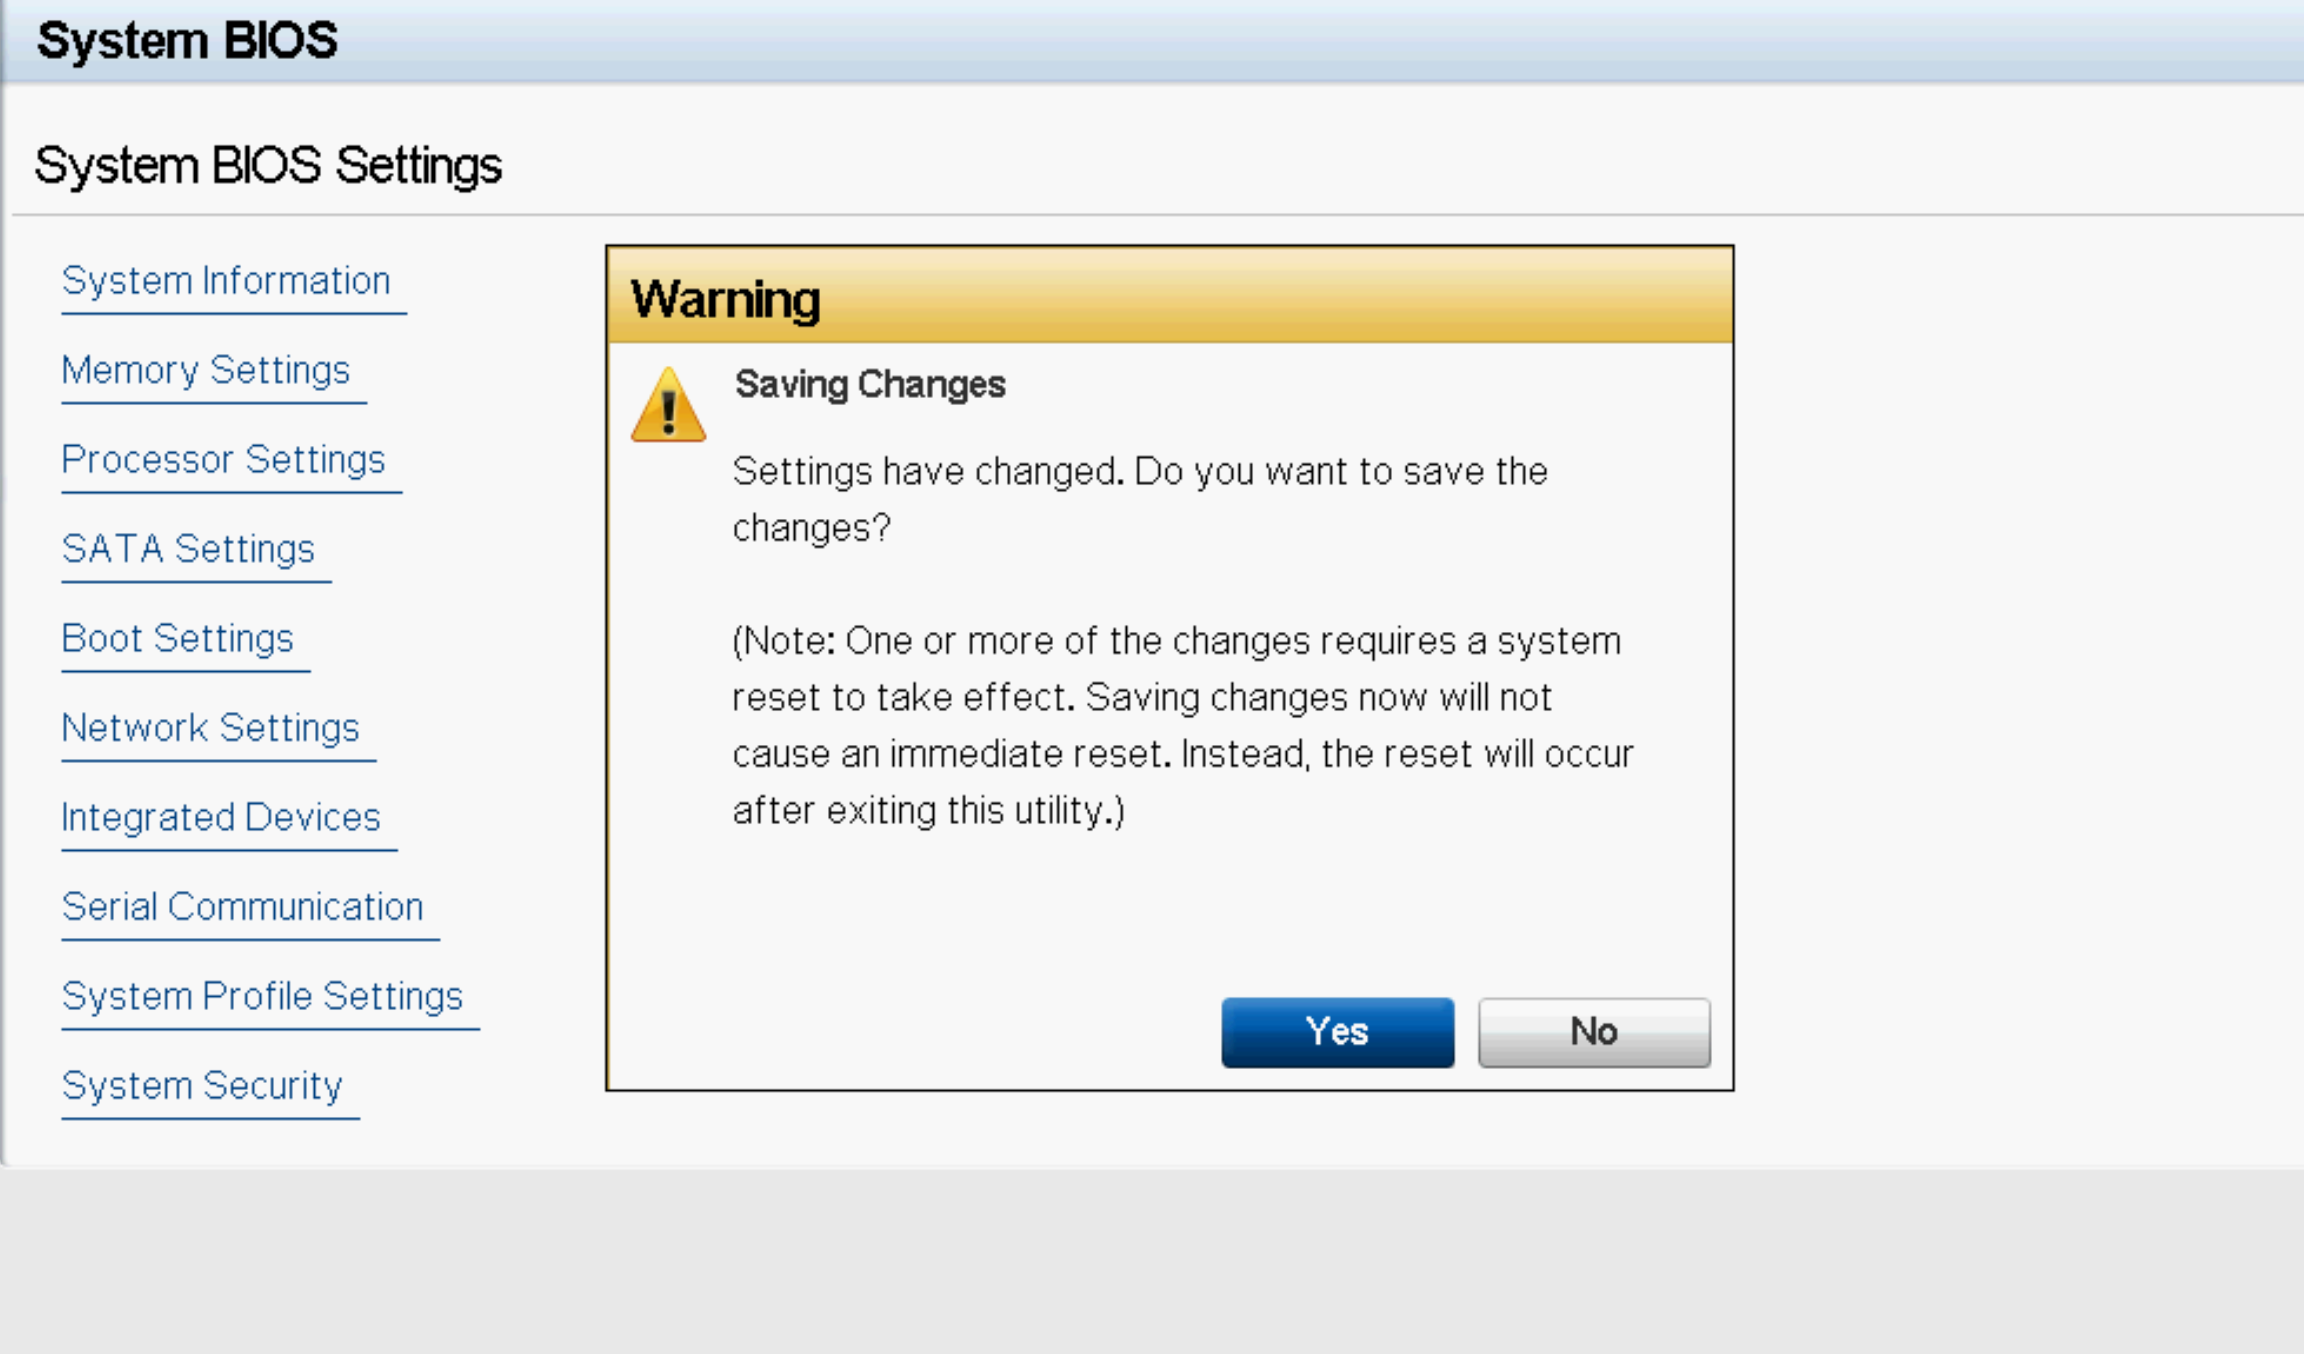 System BIOS
System BIOS Settings
System Information
Memory Settings
Processor Settings
SATA Settings
Boot Settings
Network Settings
Integrated Devices
Serial Communication
System Profile Settings
System Security
Warning
Saving Changes
Settings have changed. Do you want to save the
changes?
(Note: One or more of the changes requires a system
reset to take effect. Saving changes now will not
cause an immediate reset. Instead, the reset will occur
after exiting this utility.)
Yes
No